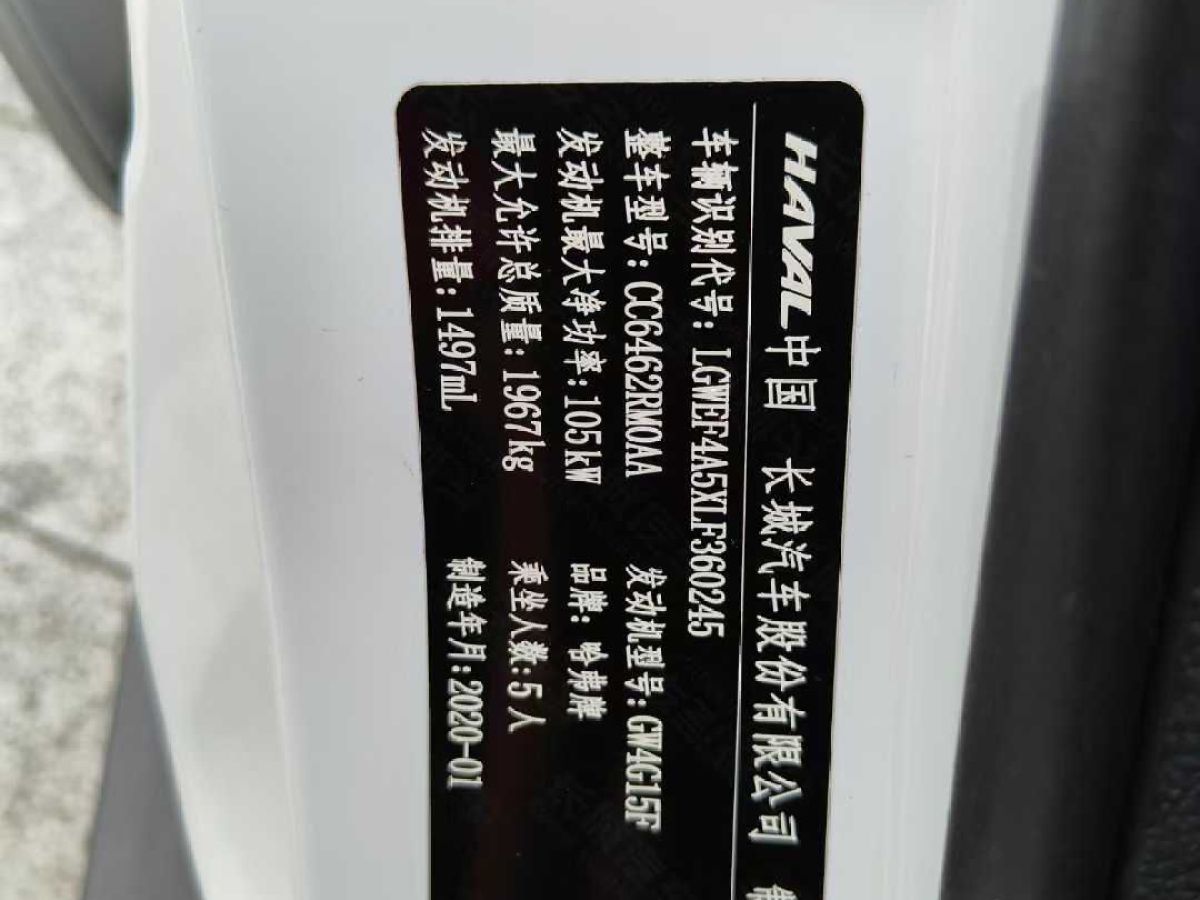 HAVAL 中国 长城汽车股份有限公司
车辆识别代号:LGWEF4A5XLF360245
整车型号:CC6462RM0AA 发动机型号:GW4G15F
发动机最大净功率:105kW 品牌:哈弗牌
最大允许总质量:1967kg 乘坐人数:5人
发动机排量:1497mL 制造年月:2020-01